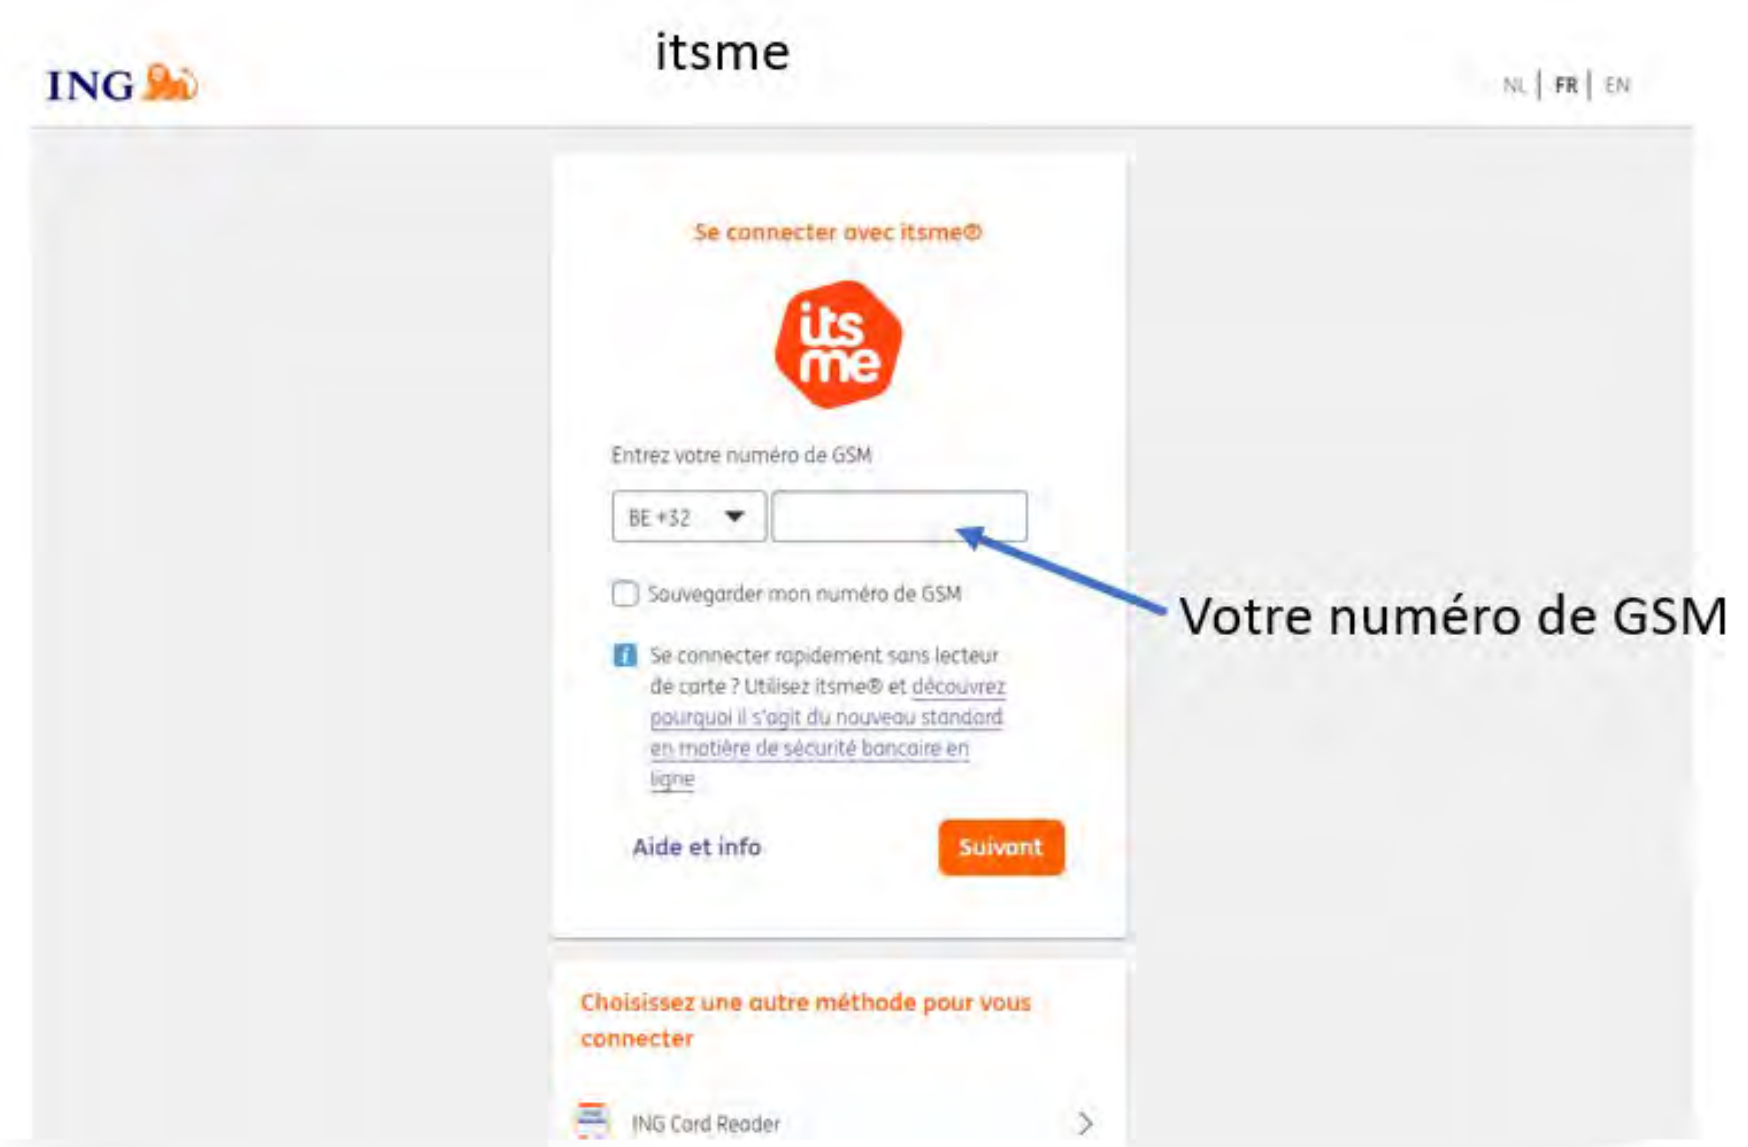 itsme
ING
NL | FR | EN
Se connecter avec itsme®
its
me
Entrez votre numéro de GSM
BE +32
Sauvegarder mon numéro de GSM
Votre numéro de GSM
i Se connecter rapidement sans lecteur
de carte ? Utilisez itsme® et découvrez
pourquoi il s'agit du nouveau standard
en matière de sécurité bancaire en
ligne
Aide et info
Suivant
Choisissez une autre méthode pour vous
connecter
ING Card Reader